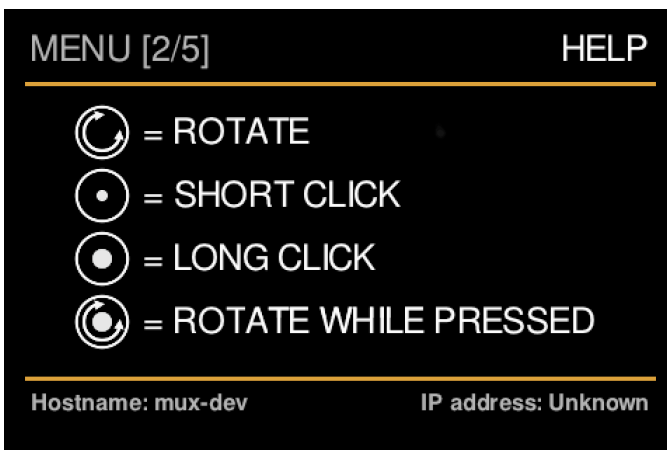 MENU [2/5] HELP
= ROTATE
= SHORT CLICK
= LONG CLICK
= ROTATE WHILE PRESSED
Hostname: mux-dev IP address: Unknown